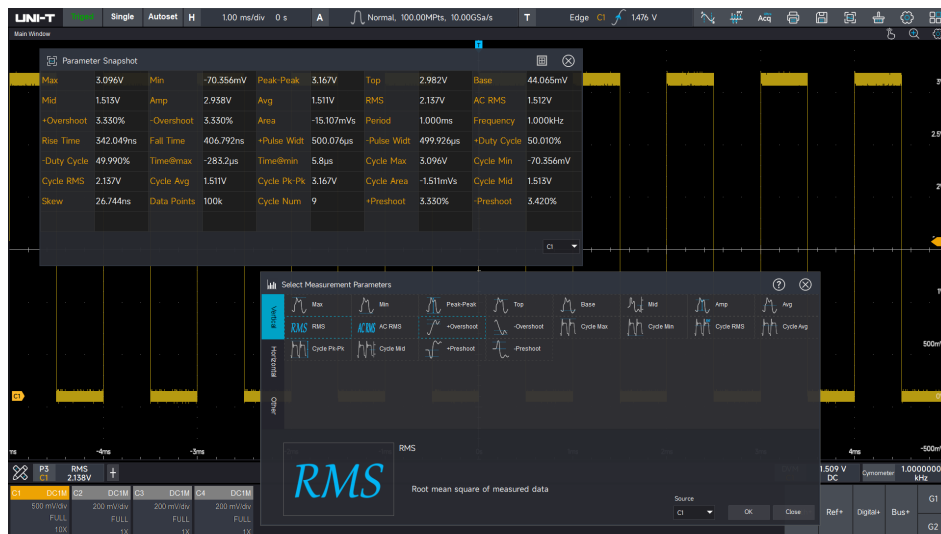 UNI-T Triged Single Autoset H 1.00 ms/div 0 s A Normal, 100.00MPts, 10.00GSa/s T Edge C1 1.476 V Acq
Main Window
T
Parameter Snapshot
Max 3.096V Min -70.356mV Peak-Peak 3.167V Top 2.982V Base 44.065mV
Mid 1.513V Amp 2.938V Avg 1.511V RMS 2.137V AC RMS 1.512V
+Overshoot 3.330% -Overshoot 3.330% Area -15.107mVs Period 1.000ms Frequency 1.000kHz
Rise Time 342.049ns Fall Time 406.792ns +Pulse Widt 500.076μs -Pulse Widt 499.926μs +Duty Cycle 50.010%
-Duty Cycle 49.990% Time@max -283.2μs Time@min 5.8μs Cycle Max 3.096V Cycle Min -70.356mV
Cycle RMS 2.137V Cycle Avg 1.511V Cycle Pk-Pk 3.167V Cycle Area -1.511mVs Cycle Mid 1.513V
Skew 26.744ns Data Points 100k Cycle Num 9 +Preshoot 3.330% -Preshoot 3.420%
C1
Select Measurement Parameters
Vertical
Horizontal
Other
Max Min Peak-Peak Top Base Mid Amp Avg
RMS RMS AC RMS AC RMS +Overshoot -Overshoot Cycle Max Cycle Min Cycle RMS Cycle Avg
Cycle Pk-Pk Cycle Mid +Preshoot -Preshoot
500m
C1
-4ms -3ms 4ms -500m
RMS
RMS
Root mean square of measured data
Source
C1 OK Close
P3 RMS
C1 2.138V
1.509 V
DC
Cymometer 1.0000000
kHz
C1 DC1M C2 DC1M C3 DC1M C4 DC1M
500 mV/div 200 mV/div 200 mV/div 200 mV/div
FULL FULL FULL FULL
10X 1X 1X 1X
Ref+ Digital+ Bus+ G1
G2